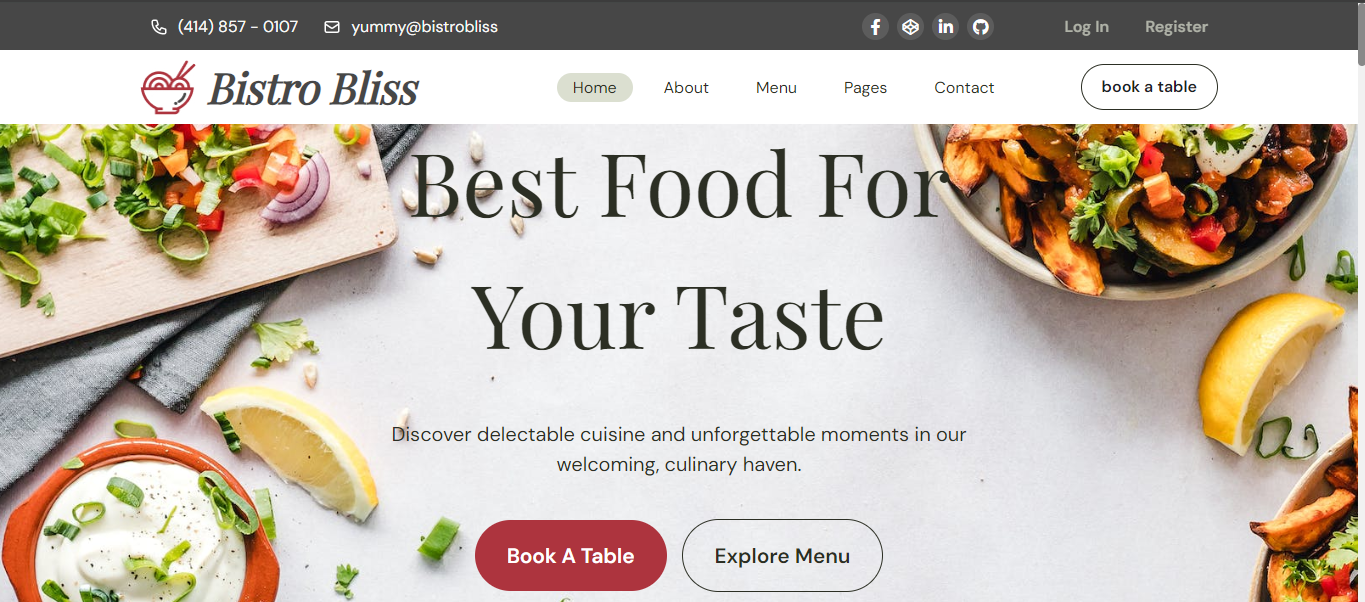 (414) 857 - 0107 yummy@bistrobliss Log In Register
Bistro Bliss Home About Menu Pages Contact book a table
Best Food For
Your Taste
Discover delectable cuisine and unforgettable moments in our
welcoming, culinary haven.
Book A Table Explore Menu